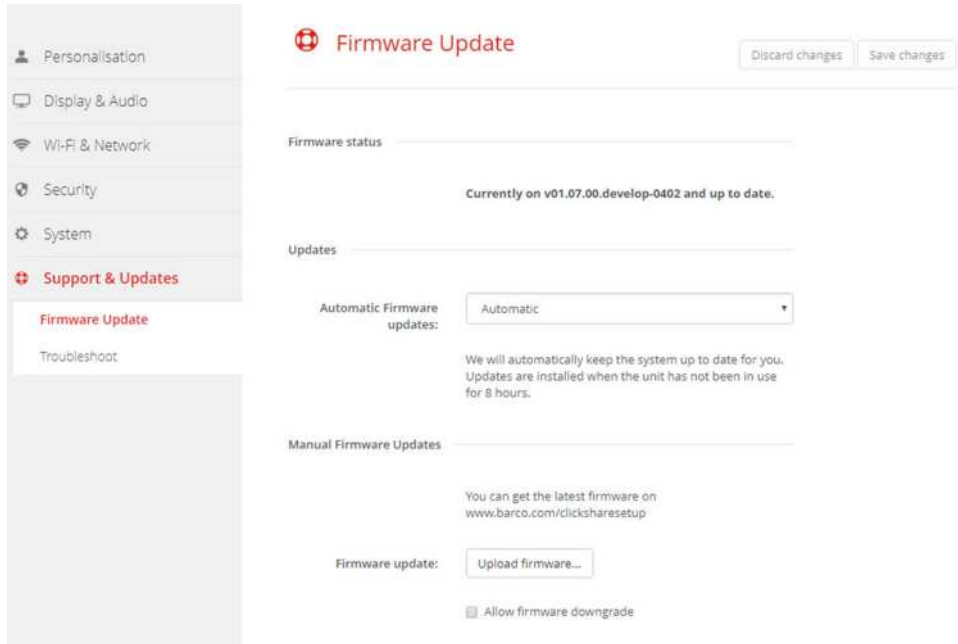 Personalisation
Display & Audio
Wi-Fi & Network
Security
System
Support & Updates
Firmware Update
Troubleshoot
Firmware Update
Discard changes
Save changes
Firmware status
Currently on v01.07.00.develop-0402 and up to date.
Updates
Automatic Firmware
updates:
Automatic
We will automatically keep the system up to date for you.
Updates are installed when the unit has not been in use
for 8 hours.
Manual Firmware Updates
You can get the latest firmware on
www.barco.com/clicksharesetup
Firmware update:
Upload firmware...
Allow firmware downgrade